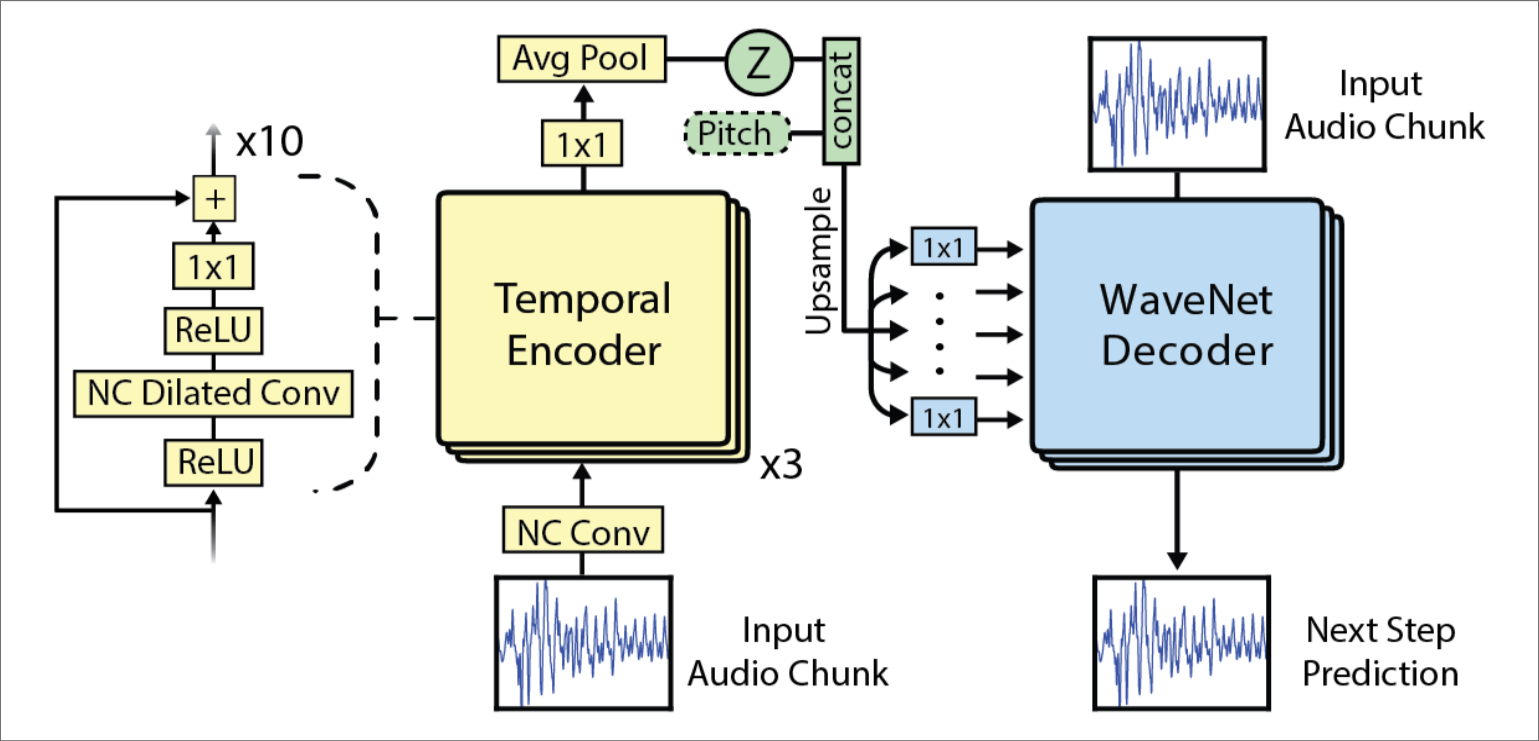 x10
+
1x1
ReLU
NC Dilated Conv
ReLU
Avg Pool
1x1
Temporal
Encoder
x3
NC Conv
Input
Audio Chunk
Z
Pitch
concat
Upsample
1x1
1x1
Input
Audio Chunk
WaveNet
Decoder
Next Step
Prediction